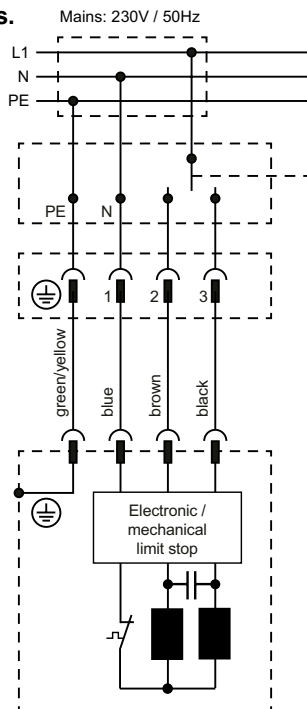 s.
Mains: 230V / 50Hz
L1
N
PE
PE
N
1
2
3
green/yellow
blue
brown
black
Electronic /
mechanical
limit stop